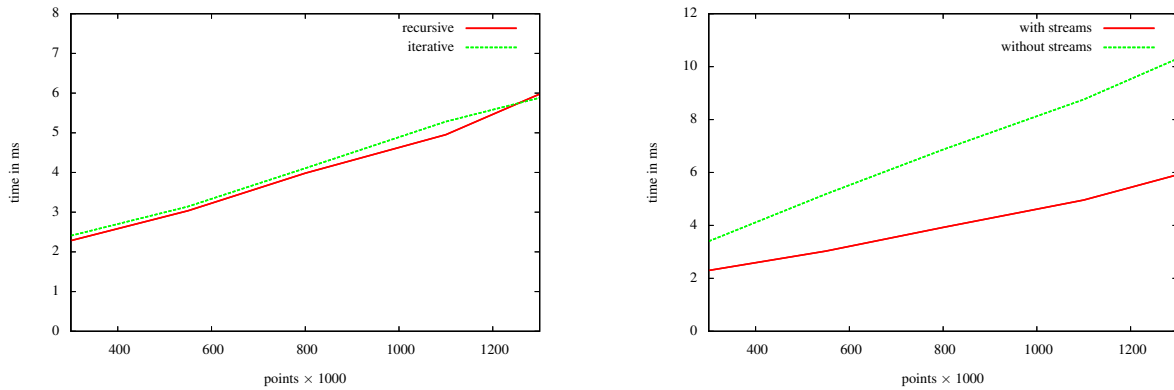 8
7
6
5
4
3
2
1
0
time in ms
recursive
iterative
400 600 800 1000 1200
points × 1000
12
10
8
6
4
2
0
time in ms
with streams
without streams
400 600 800 1000 1200
points × 1000